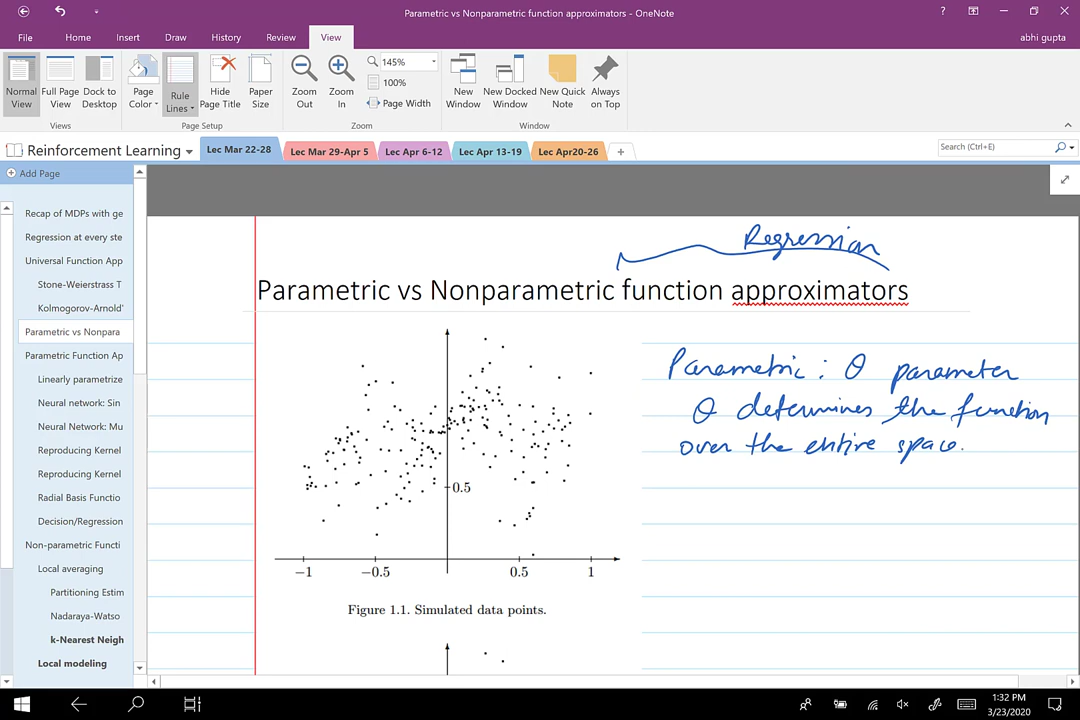 Parametric vs Nonparametric function approximators - OneNote
?
File Home Insert Draw History Review View
abhi gupta
145%
100%
Page Width
Normal View
Full Page View
Dock to Desktop
Page Color
Rule Lines
Hide Page Title
Paper Size
Zoom Out
Zoom In
New Window
New Docked Window
New Quick Note
Always on Top
Views Page Setup Zoom Window
Reinforcement Learning
Lec Mar 22-28 Lec Mar 29-Apr 5 Lec Apr 6-12 Lec Apr 13-19 Lec Apr20-26 +
Search (Ctrl+E)
Add Page
Recap of MDPs with ge
Regression at every ste
Universal Function App
Stone-Weierstrass T
Kolmogorov-Arnold'
Parametric vs Nonpara
Parametric Function Ap
Linearly parametrize
Neural network: Sin
Neural Network: Mu
Reproducing Kernel
Reproducing Kernel
Radial Basis Functio
Decision/Regression
Non-parametric Functi
Local averaging
Partitioning Estim
Nadaraya-Watso
k-Nearest Neigh
Local modeling
Regression
Parametric vs Nonparametric function approximators
Parametric : θ parameter
θ determines the function
over the entire space.
0.5
−1 −0.5 0.5 1
Figure 1.1. Simulated data points.
1:32 PM
3/23/2020